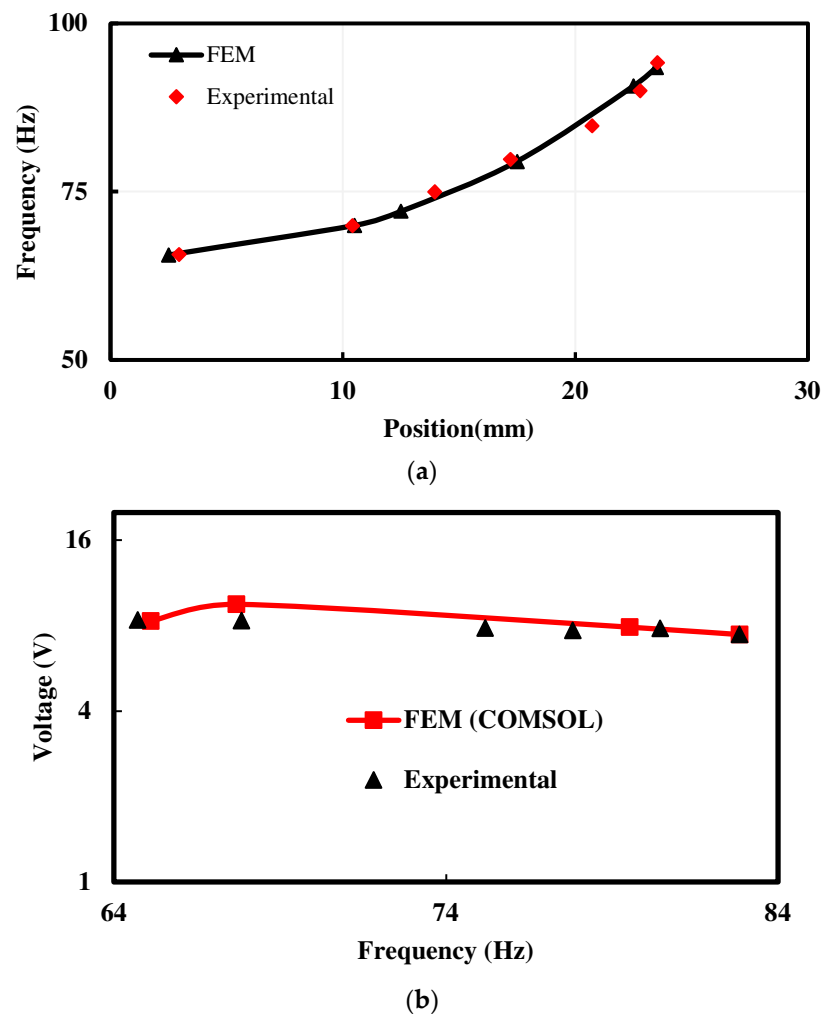 100
75
50
Frequency (Hz)
FEM
Experimental
0 10 20 30
Position(mm)
(a)
16
4
1
Voltage (V)
FEM (COMSOL)
Experimental
64 74 84
Frequency (Hz)
(b)